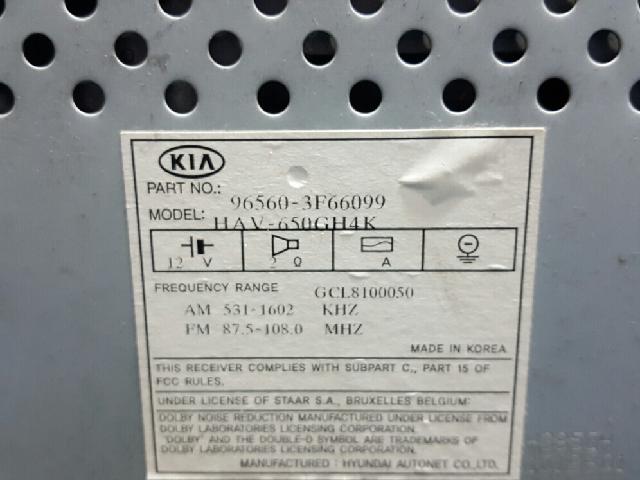 KIA
PART NO.: 96560-3F66099
MODEL: HAV-650GH4K
12 V 2 Ω A
FREQUENCY RANGE GCL8100050
AM 531-1602 KHZ
FM 87.5-108.0 MHZ
MADE IN KOREA
THIS RECEIVER COMPLIES WITH SUBPART C., PART 15 OF
FCC RULES.
UNDER LICENSE OF STAAR S.A., BRUXELLES BELGIUM:
DOLBY NOISE REDUCTION MANUFACTURED UNDER LICENSE FROM
DOLBY LABORATORIES LICENSING CORPORATION.
"DOLBY" AND THE DOUBLE-D SYMBOL ARE TRADEMARKS OF
DOLBY LABORATORIES LICENSING CORPORATION.
MANUFACTURED : HYUNDAI AUTONET CO.,LTD.